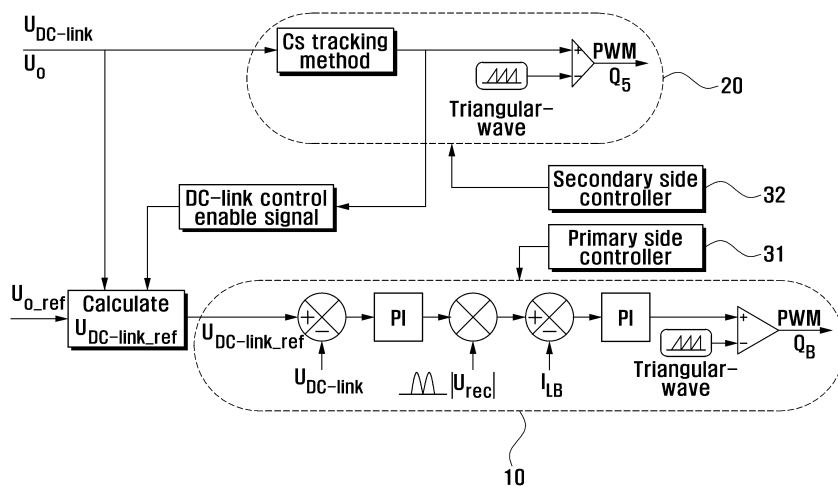 U_DC-link
U_o
Cs tracking
method
+
−
PWM
Q_5
Triangular-
wave
20
DC-link control
enable signal
Secondary side
controller
32
Primary side
controller
31
U_o_ref
Calculate
U_DC-link_ref
U_DC-link_ref
+
−
U_DC-link
PI
|U_rec|
+
−
I_LB
PI
+
−
Triangular-
wave
PWM
Q_B
10